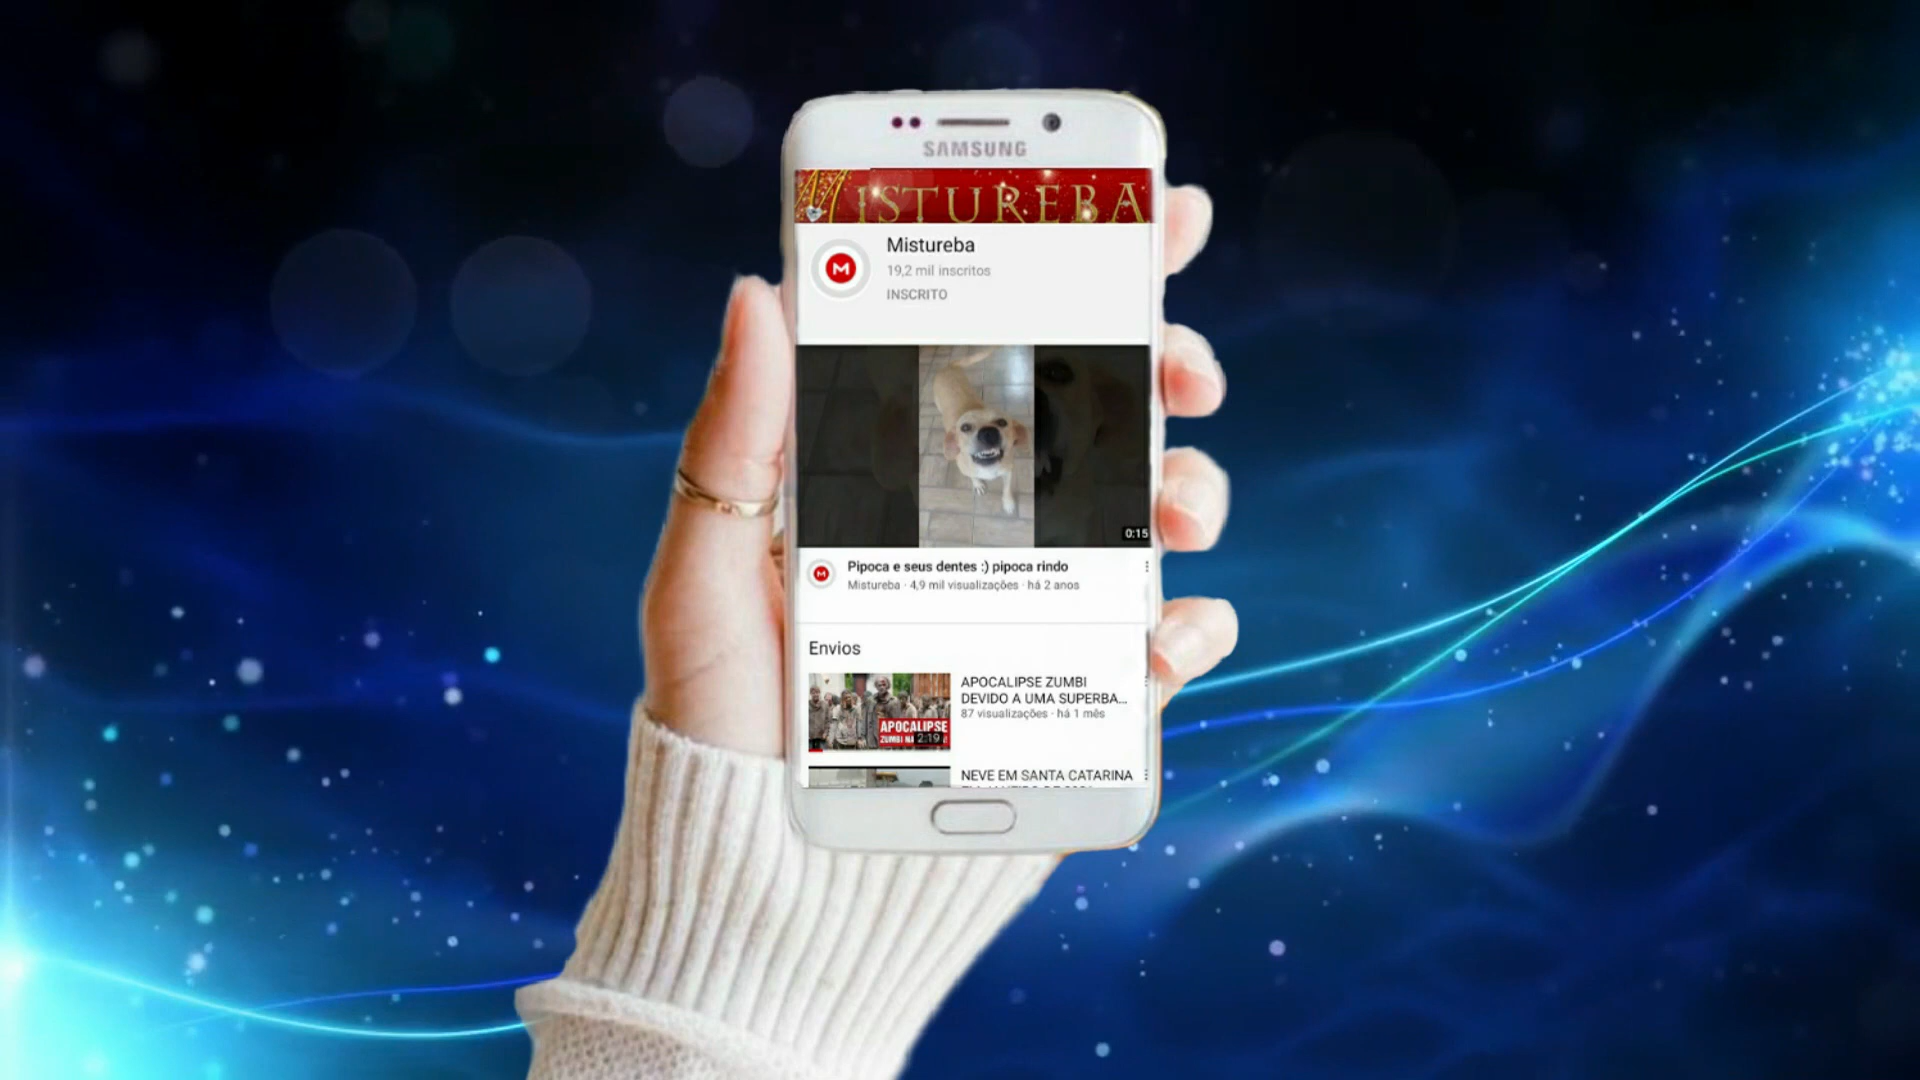 SAMSUNG
MISTUREBA
Mistureba
M
19,2 mil inscritos
INSCRITO
0:15
Pipoca e seus dentes :) pipoca rindo
M
Mistureba · 4,9 mil visualizações · há 2 anos
Envios
APOCALIPSE ZUMBI
DEVIDO A UMA SUPERBA...
87 visualizações · há 1 mês
APOCALIPSE
ZUMBI
2:19
NEVE EM SANTA CATARINA